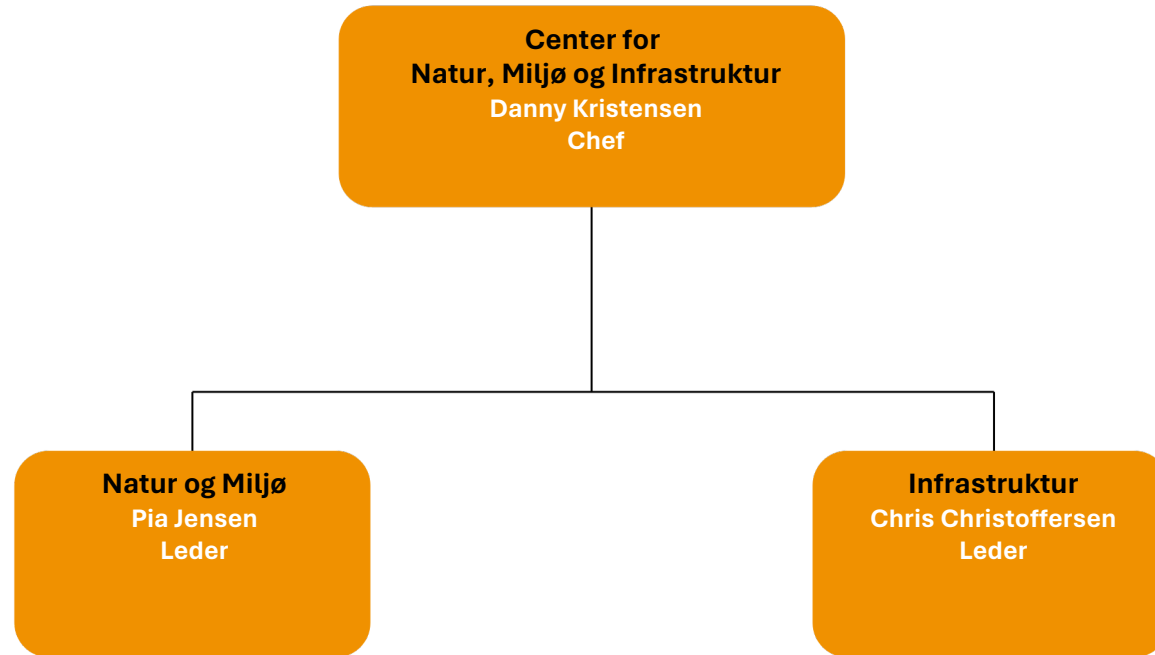 Center for
Natur, Miljø og Infrastruktur
Danny Kristensen
Chef
Natur og Miljø
Pia Jensen
Leder
Infrastruktur
Chris Christoffersen
Leder